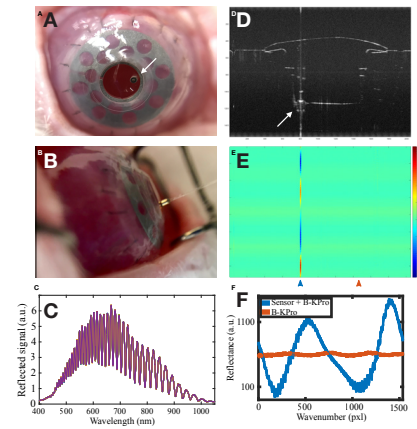 A A
D D
B B
E E
C
C
Reflected signal (a.u.)
6
5
4
3
2
1
0
400 500 600 700 800 900 1000
Wavelength (nm)
F
F
Sensor + B-KPro
B-KPro
Reflectance (a.u.)
1100
100
0 500 1000 1500
Wavenumber (pxl)